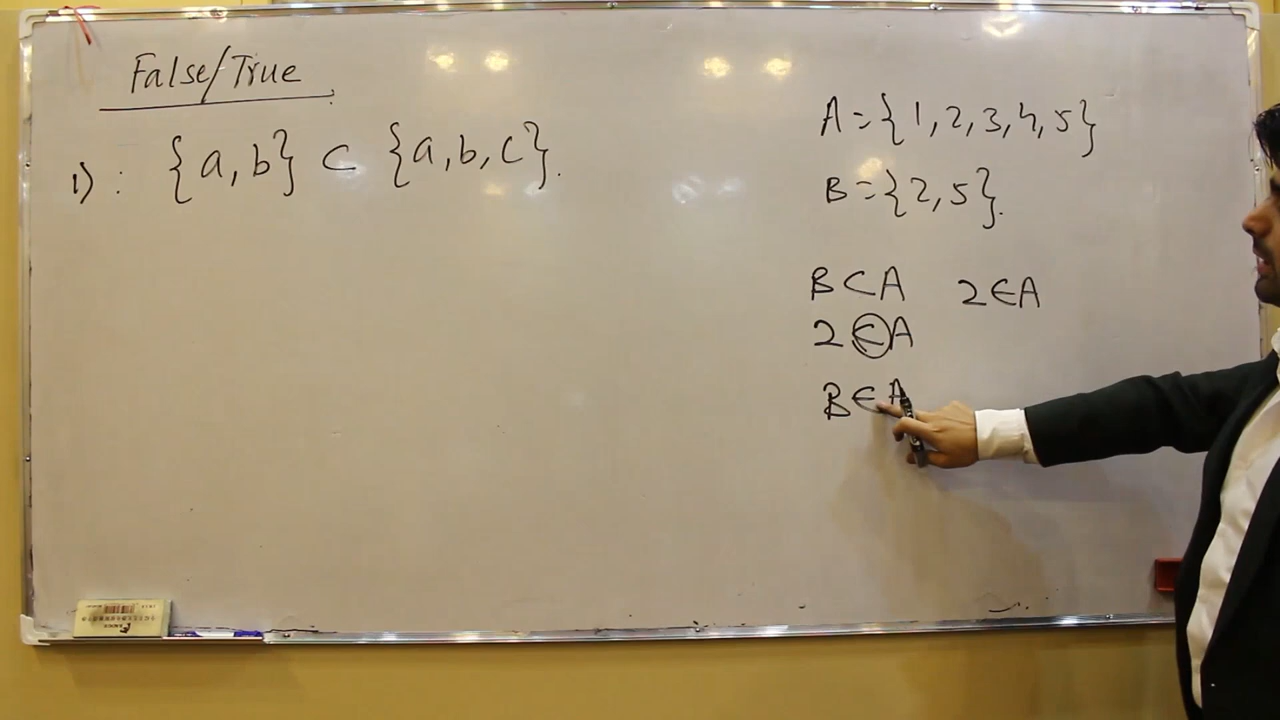 False/True
1) : {a, b} ⊂ {a, b, c}.
A = {1, 2, 3, 4, 5}
B = {2, 5}.
B ⊂ A 2 ∈ A
2 ∈ A
B ∈ A